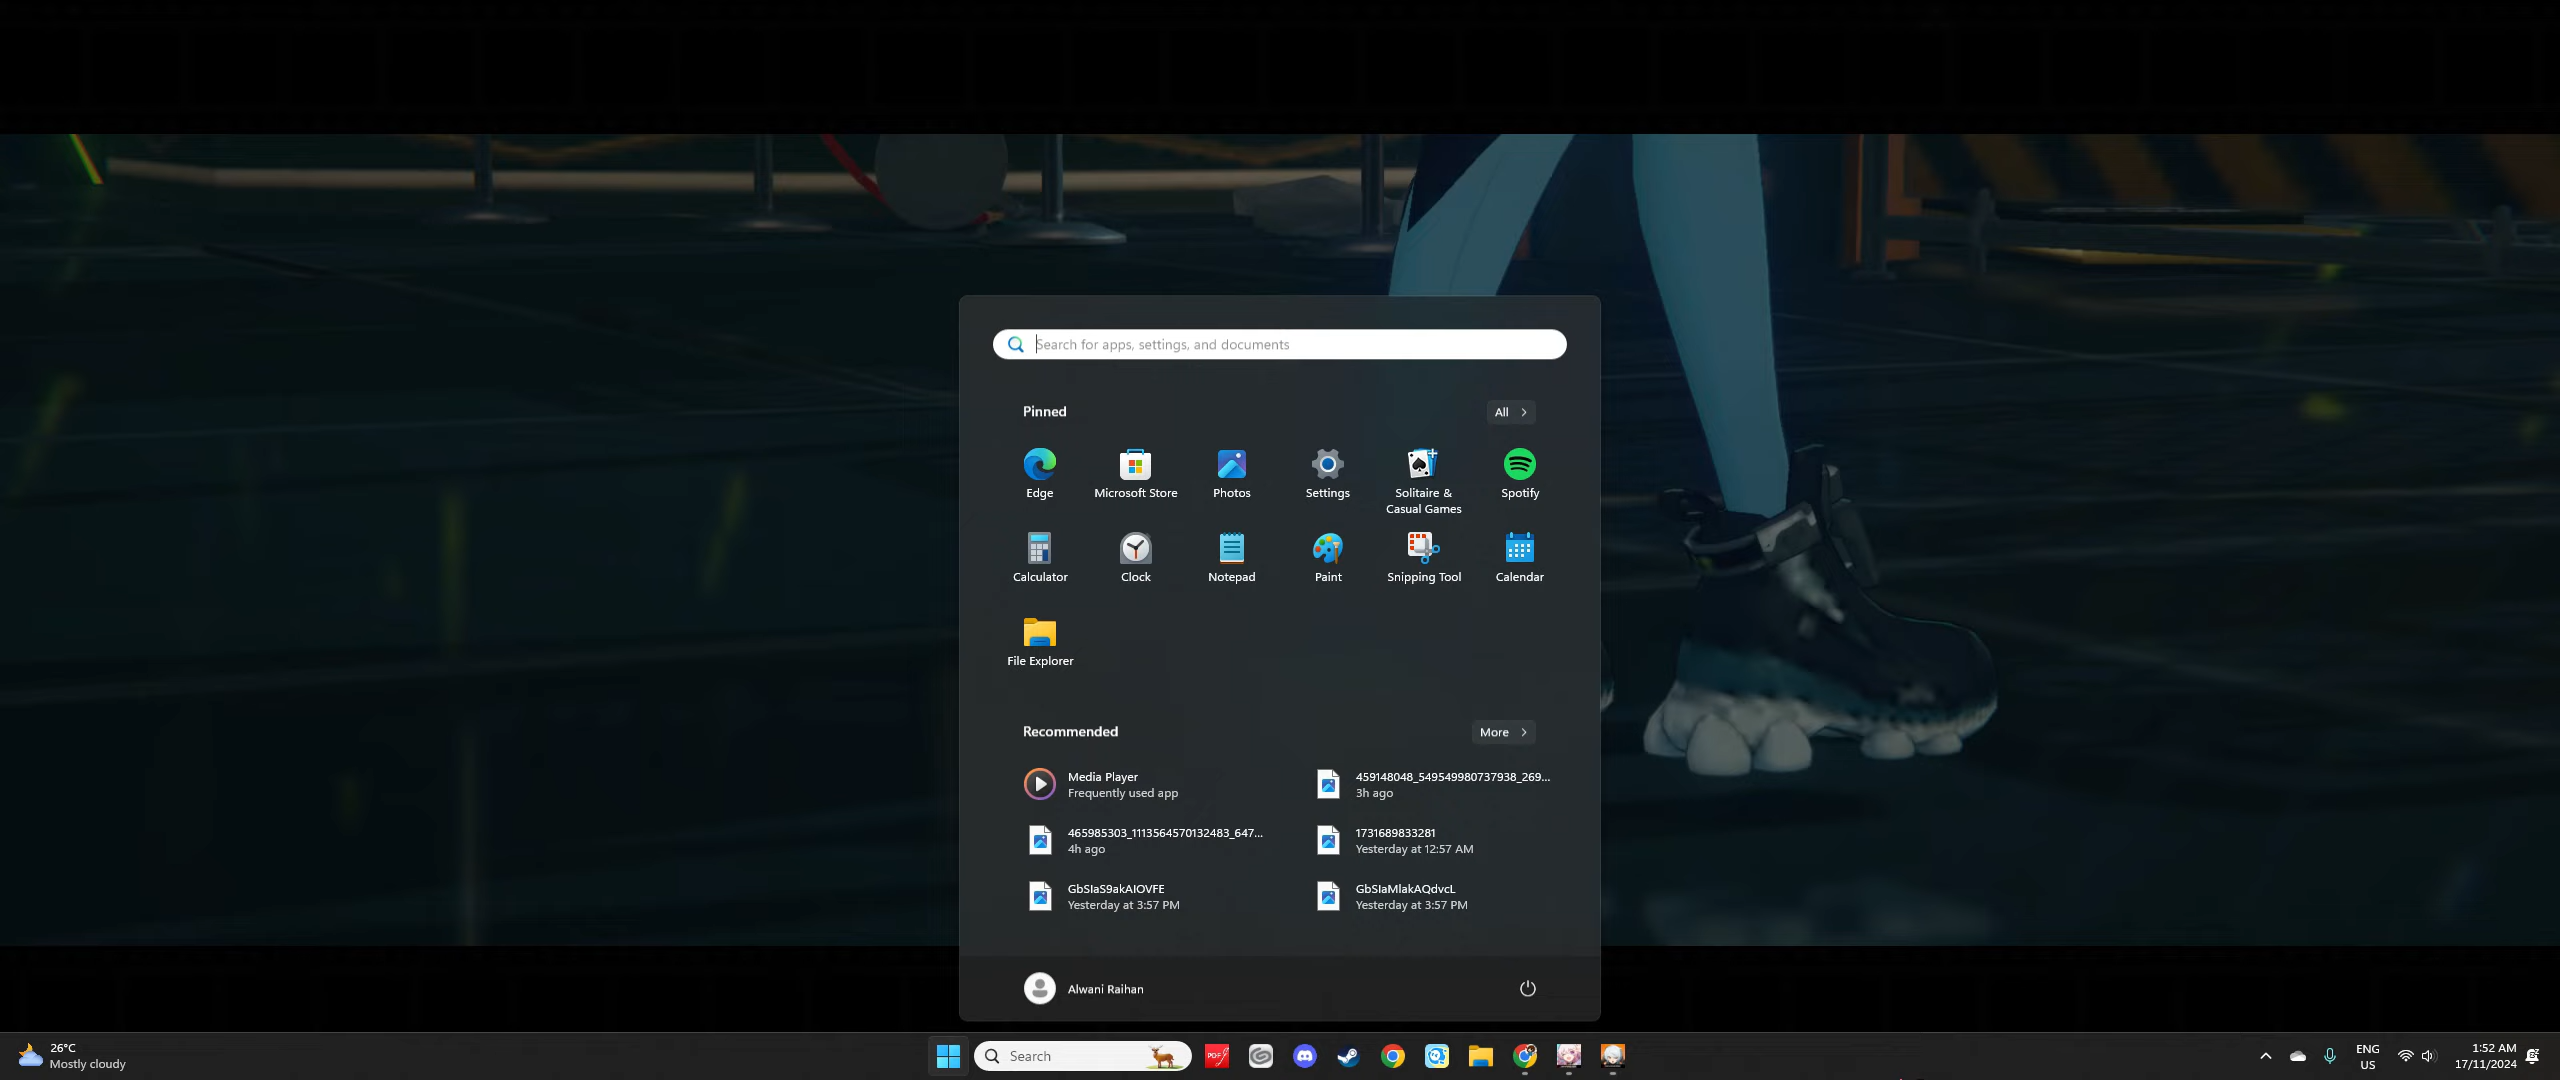 Search for apps, settings, and documents
Pinned
All
Edge
Microsoft Store
Photos
Settings
Solitaire &
Casual Games
Spotify
Calculator
Clock
Notepad
Paint
Snipping Tool
Calendar
File Explorer
Recommended
More
Media Player
Frequently used app
459148048_549549980737938_269...
3h ago
465985303_1113564570132483_647...
4h ago
1731689833281
Yesterday at 12:57 AM
GbSIaS9akAIOVFE
Yesterday at 3:57 PM
GbSIaMlakAQdvcL
Yesterday at 3:57 PM
Alwani Raihan
26°C
Mostly cloudy
Search
PDF
ENG
US
1:52 AM
17/11/2024